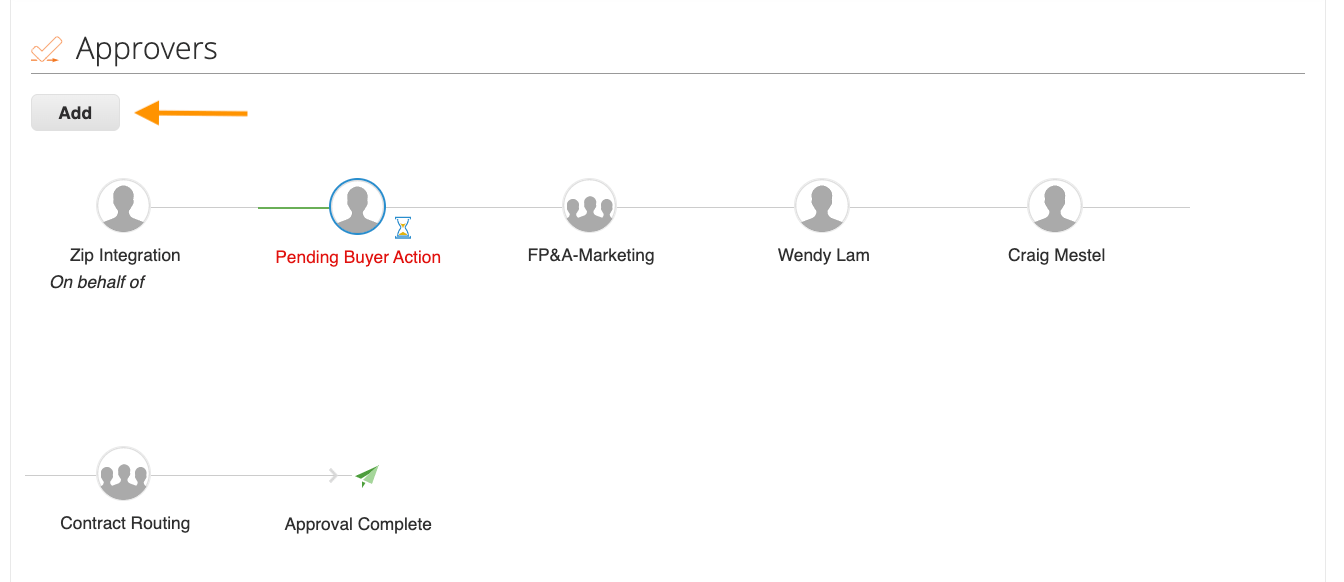 Approvers
Add
Zip Integration
On behalf of
Pending Buyer Action
FP&A-Marketing
Wendy Lam
Craig Mestel
Contract Routing
Approval Complete